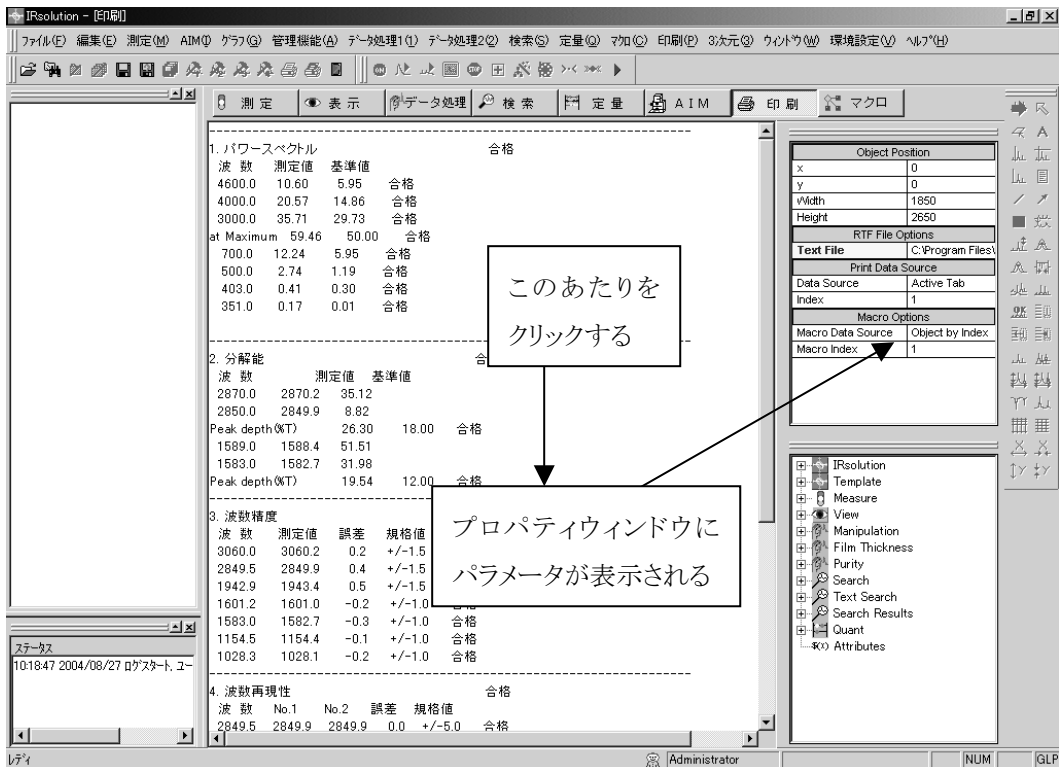 IRsolution - [印刷]
ファイル(F) 編集(E) 測定(M) AIM(I) グラフ(G) 管理機能(A) データ処理1(1) データ処理2(2) 検索(S) 定量(Q) マクロ(C) 印刷(P) 3次元(3) ウィンドウ(W) 環境設定(V) ヘルプ(H)
測 定 表 示 データ処理 検 索 定 量 AIM 印 刷 マクロ
1. パワースペクトル 合格
波 数 測定値 基準値
4600.0 10.60 5.95 合格
4000.0 20.57 14.86 合格
3000.0 35.71 29.73 合格
at Maximum 59.46 50.00 合格
700.0 12.24 5.95 合格
500.0 2.74 1.19 合格
403.0 0.41 0.30 合格
351.0 0.17 0.01 合格
2. 分解能 合
波 数 測定値 基準値
2870.0 2870.2 35.12
2850.0 2849.9 8.82
Peak depth(%T) 26.30 18.00 合格
1589.0 1588.4 51.51
1583.0 1582.7 31.98
Peak depth(%T) 19.54 12.00 合格
3. 波数精度
波 数 測定値 誤差 規格値
3060.0 3060.2 0.2 +/-1.5
2849.5 2849.9 0.4 +/-1.5
1942.9 1943.4 0.5 +/-1.5
1601.2 1601.0 -0.2 +/-1.0 合格
1583.0 1582.7 -0.3 +/-1.0 合格
1154.5 1154.4 -0.1 +/-1.0 合格
1028.3 1028.1 -0.2 +/-1.0 合格
4. 波数再現性 合格
波 数 No.1 No.2 誤差 規格値
2849.5 2849.9 2849.9 0.0 +/-5.0 合格
このあたりを
クリックする
プロパティウィンドウに
パラメータが表示される
Object Position
x 0
y 0
Width 1850
Height 2650
RTF File Options
Text File C:\Program Files\
Print Data Source
Data Source Active Tab
Index 1
Macro Options
Macro Data Source Object by Index
Macro Index 1
IRsolution
Template
Measure
View
Manipulation
Film Thickness
Purity
Search
Text Search
Search Results
Quant
Attributes
ステータス
10:18:47 2004/08/27 ログスタート, ユー
レディ Administrator NUM GLP